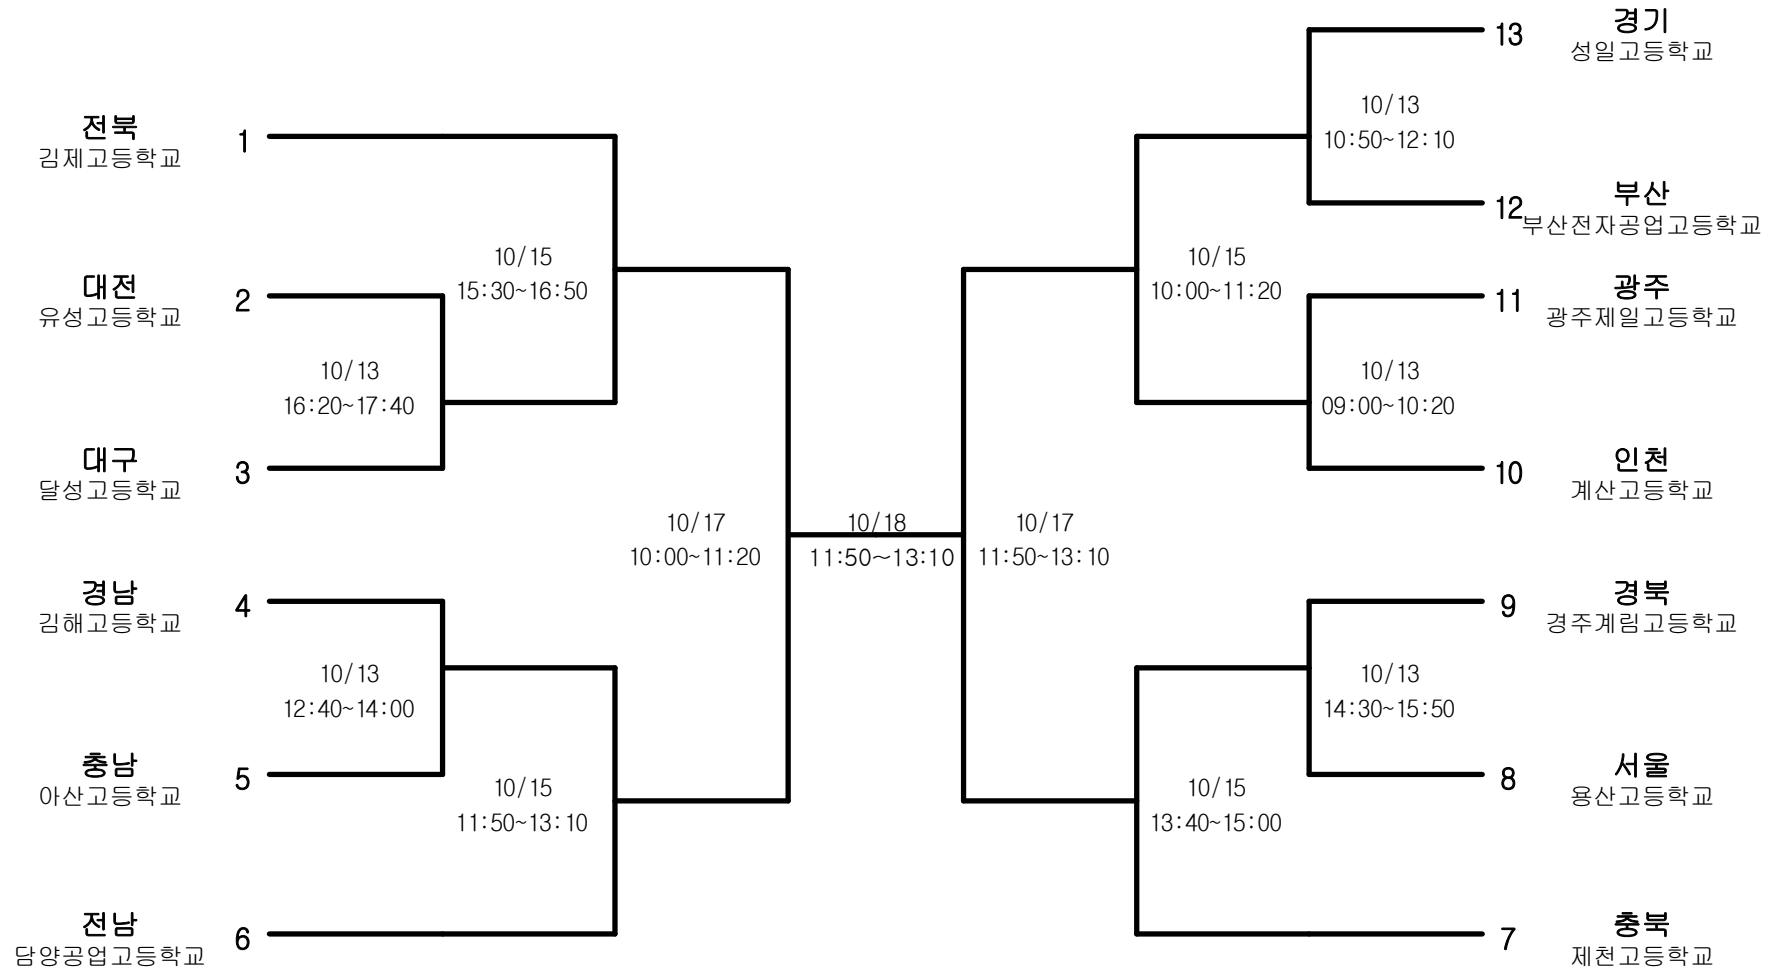 전북
김제고등학교
1
대전
유성고등학교
2
10/13
16:20~17:40
대구
달성고등학교
3
10/15
15:30~16:50
경남
김해고등학교
4
10/13
12:40~14:00
충남
아산고등학교
5
10/15
11:50~13:10
전남
담양공업고등학교
6
10/17
10:00~11:20
10/18
11:50~13:10
10/17
11:50~13:10
13
경기
성일고등학교
10/13
10:50~12:10
12
부산
부산전자공업고등학교
10/15
10:00~11:20
11
광주
광주제일고등학교
10/13
09:00~10:20
10
인천
계산고등학교
9
경북
경주계림고등학교
10/13
14:30~15:50
8
서울
용산고등학교
10/15
13:40~15:00
7
충북
제천고등학교